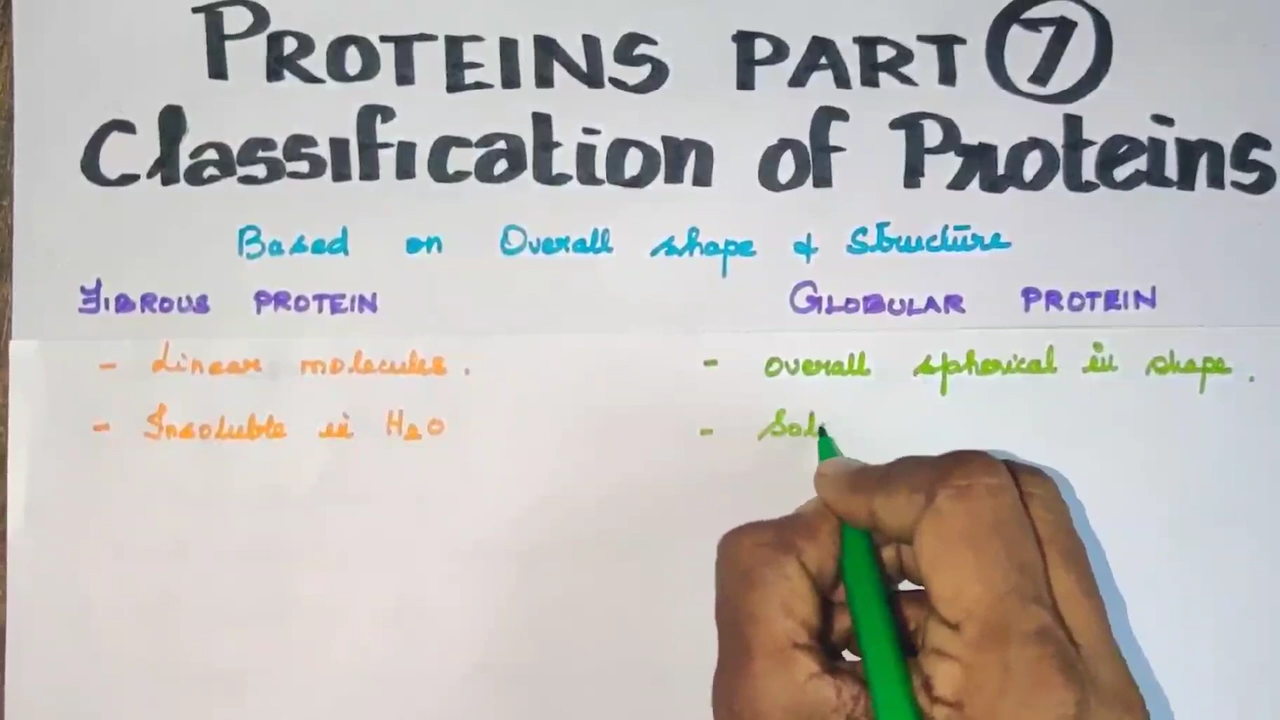 PROTEINS PART 7
Classification of Proteins
Based on Overall shape & Structure
FIBROUS PROTEIN
- Linear molecules.
- Insoluble in H2O
GLOBULAR PROTEIN
- Overall spherical in shape.
- Sol